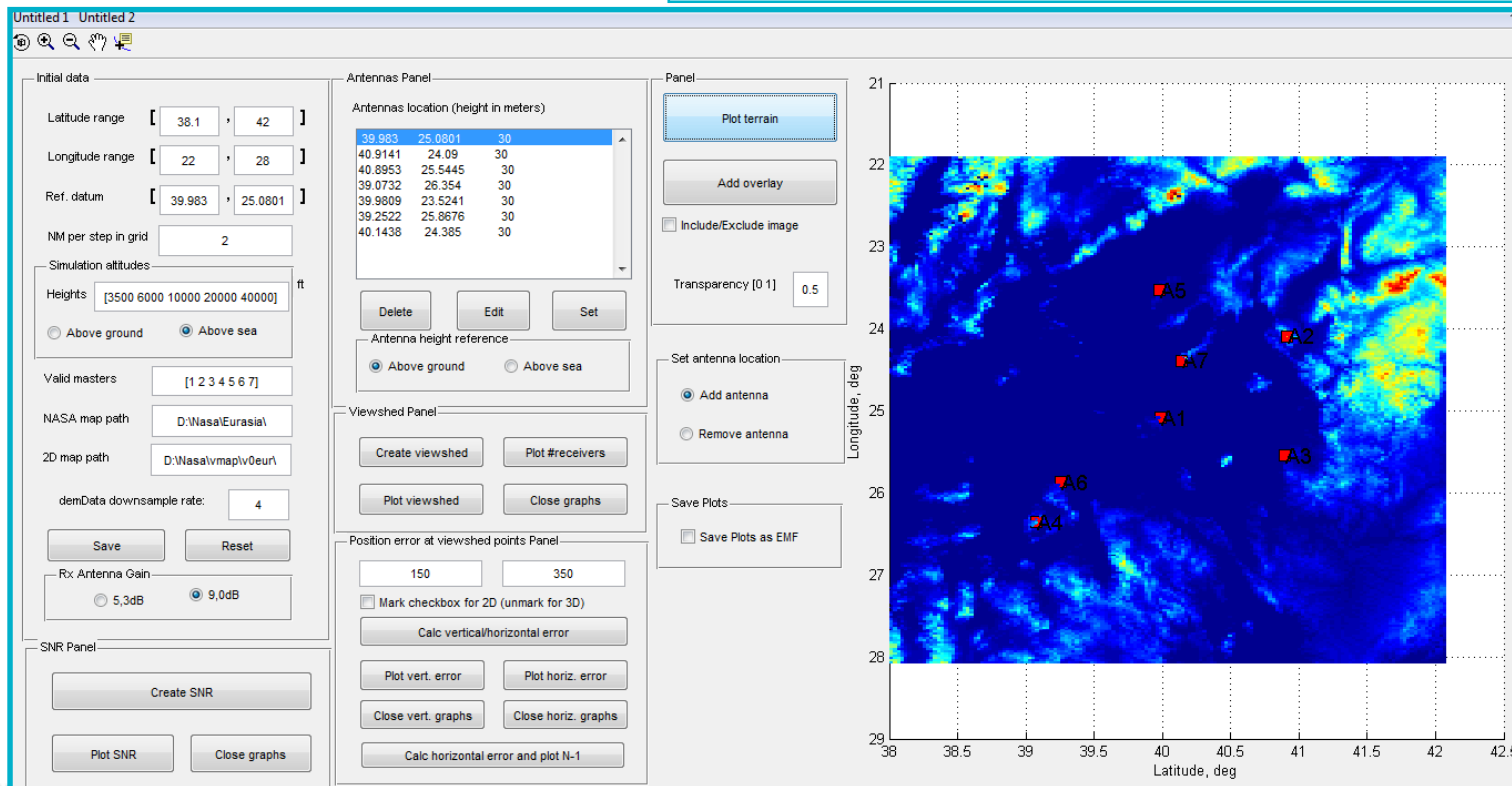 Untitled 1 Untitled 2
Initial data
Latitude range [ 38.1 , 42 ]
Longitude range [ 22 , 28 ]
Ref. datum [ 39.983 , 25.0801 ]
NM per step in grid 2
Simulation altitudes
Heights [3500 6000 10000 20000 40000] ft
Above ground Above sea
Valid masters [1 2 3 4 5 6 7]
NASA map path D:\Nasa\Eurasia\
2D map path D:\Nasa\vmap\v0eur\
demData downsample rate: 4
Save Reset
Rx Antenna Gain
5,3dB 9,0dB
SNR Panel
Create SNR
Plot SNR Close graphs
Antennas Panel
Antennas location (height in meters)
39.983 25.0801 30
40.9141 24.09 30
40.8953 25.5445 30
39.0732 26.354 30
39.9809 23.5241 30
39.2522 25.8676 30
40.1438 24.385 30
Delete Edit Set
Antenna height reference
Above ground Above sea
Viewshed Panel
Create viewshed Plot #receivers
Plot viewshed Close graphs
Position error at viewshed points Panel
150 350
Mark checkbox for 2D (unmark for 3D)
Calc vertical/horizontal error
Plot vert. error Plot horiz. error
Close vert. graphs Close horiz. graphs
Calc horizontal error and plot N-1
Panel
Plot terrain
Add overlay
Include/Exclude image
Transparency [0 1] 0.5
Set antenna location
Add antenna
Remove antenna
Save Plots
Save Plots as EMF
21
22
23
24
25
26
27
28
29
Longitude, deg
A5
A2
A7
A1
A3
A6
A4
38 38.5 39 39.5 40 40.5 41 41.5 42 42.5
Latitude, deg